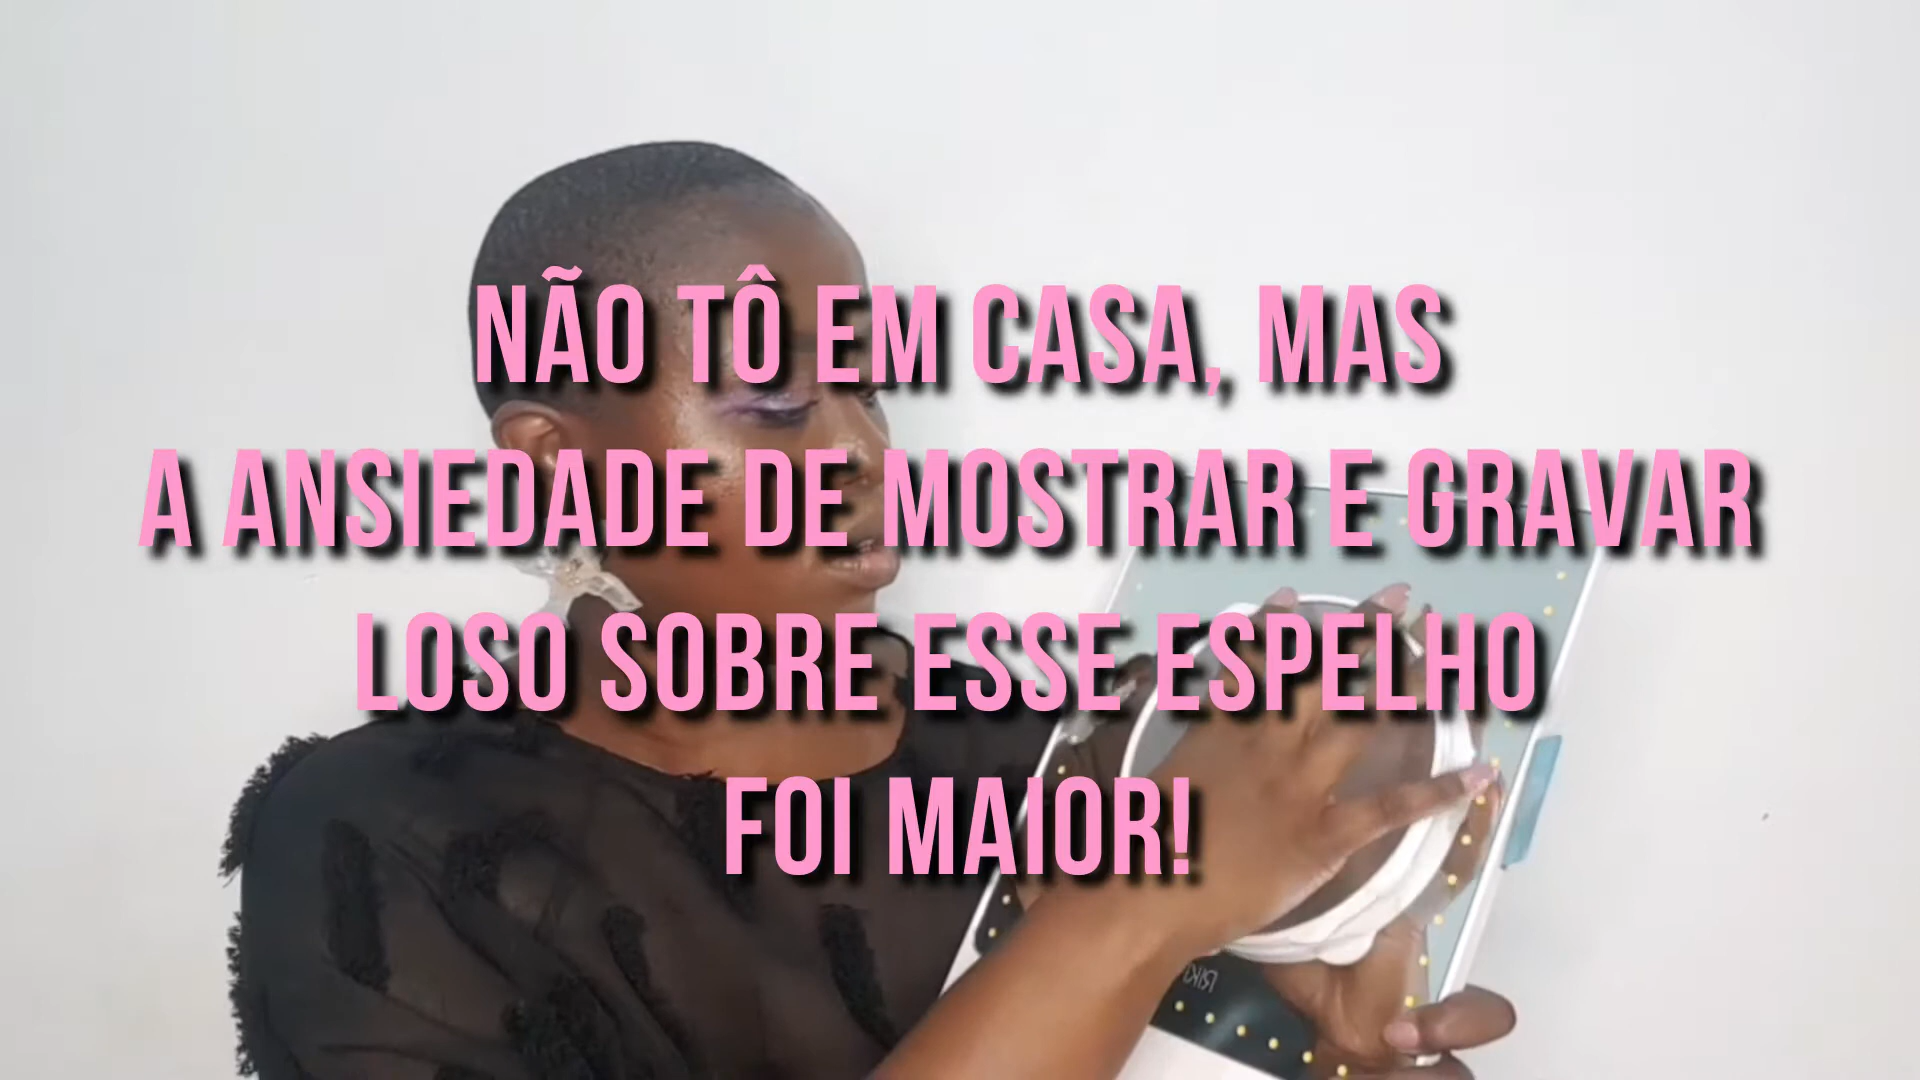 NÃO TÔ EM CASA, MAS
A ANSIEDADE DE MOSTRAR E GRAVAR
LOSO SOBRE ESSE ESPELHO
FOI MAIOR!